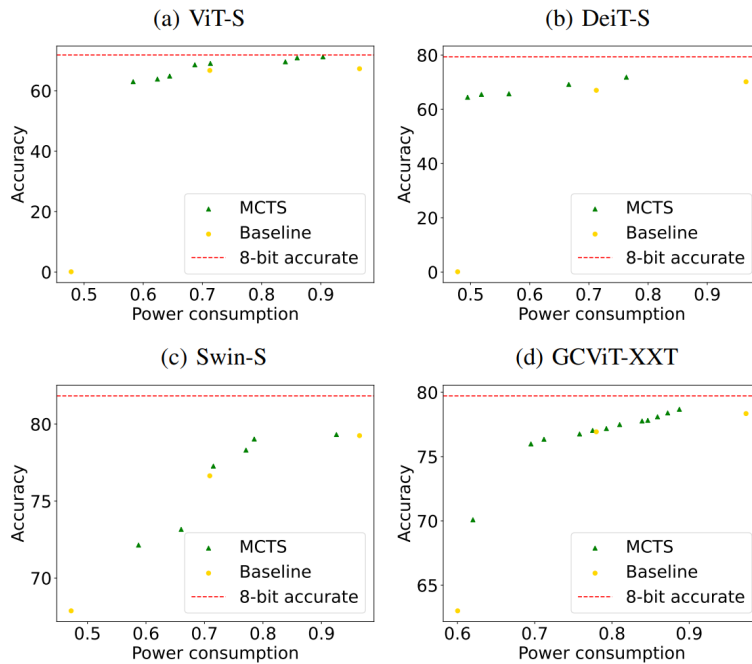 (a) ViT-S
60
40
20
0
Accuracy
MCTS
Baseline
8-bit accurate
0.5 0.6 0.7 0.8 0.9
Power consumption
(b) DeiT-S
80
60
40
20
0
Accuracy
MCTS
Baseline
8-bit accurate
0.5 0.6 0.7 0.8 0.9
Power consumption
(c) Swin-S
80
75
70
Accuracy
MCTS
Baseline
8-bit accurate
0.5 0.6 0.7 0.8 0.9
Power consumption
(d) GCViT-XXT
80
75
70
65
Accuracy
MCTS
Baseline
8-bit accurate
0.6 0.7 0.8 0.9
Power consumption